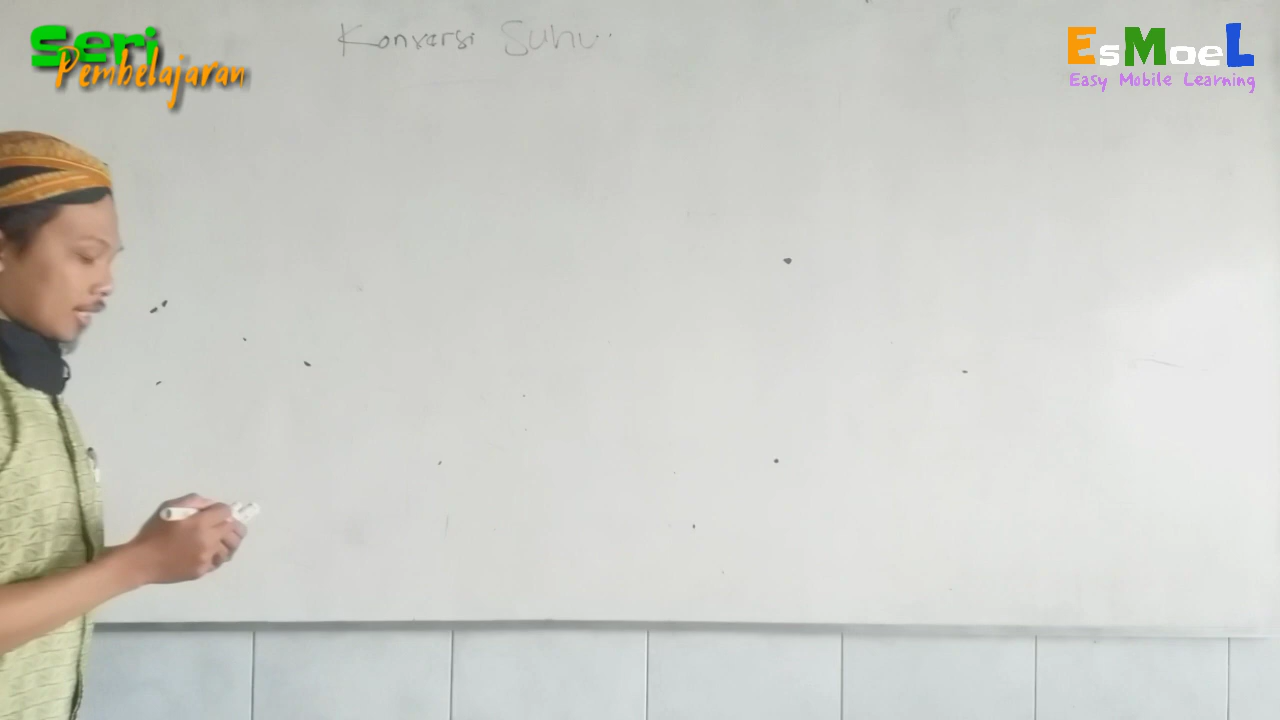 Seri
Pembelajaran
Konversi Suhu..
EsMoeL
Easy Mobile Learning